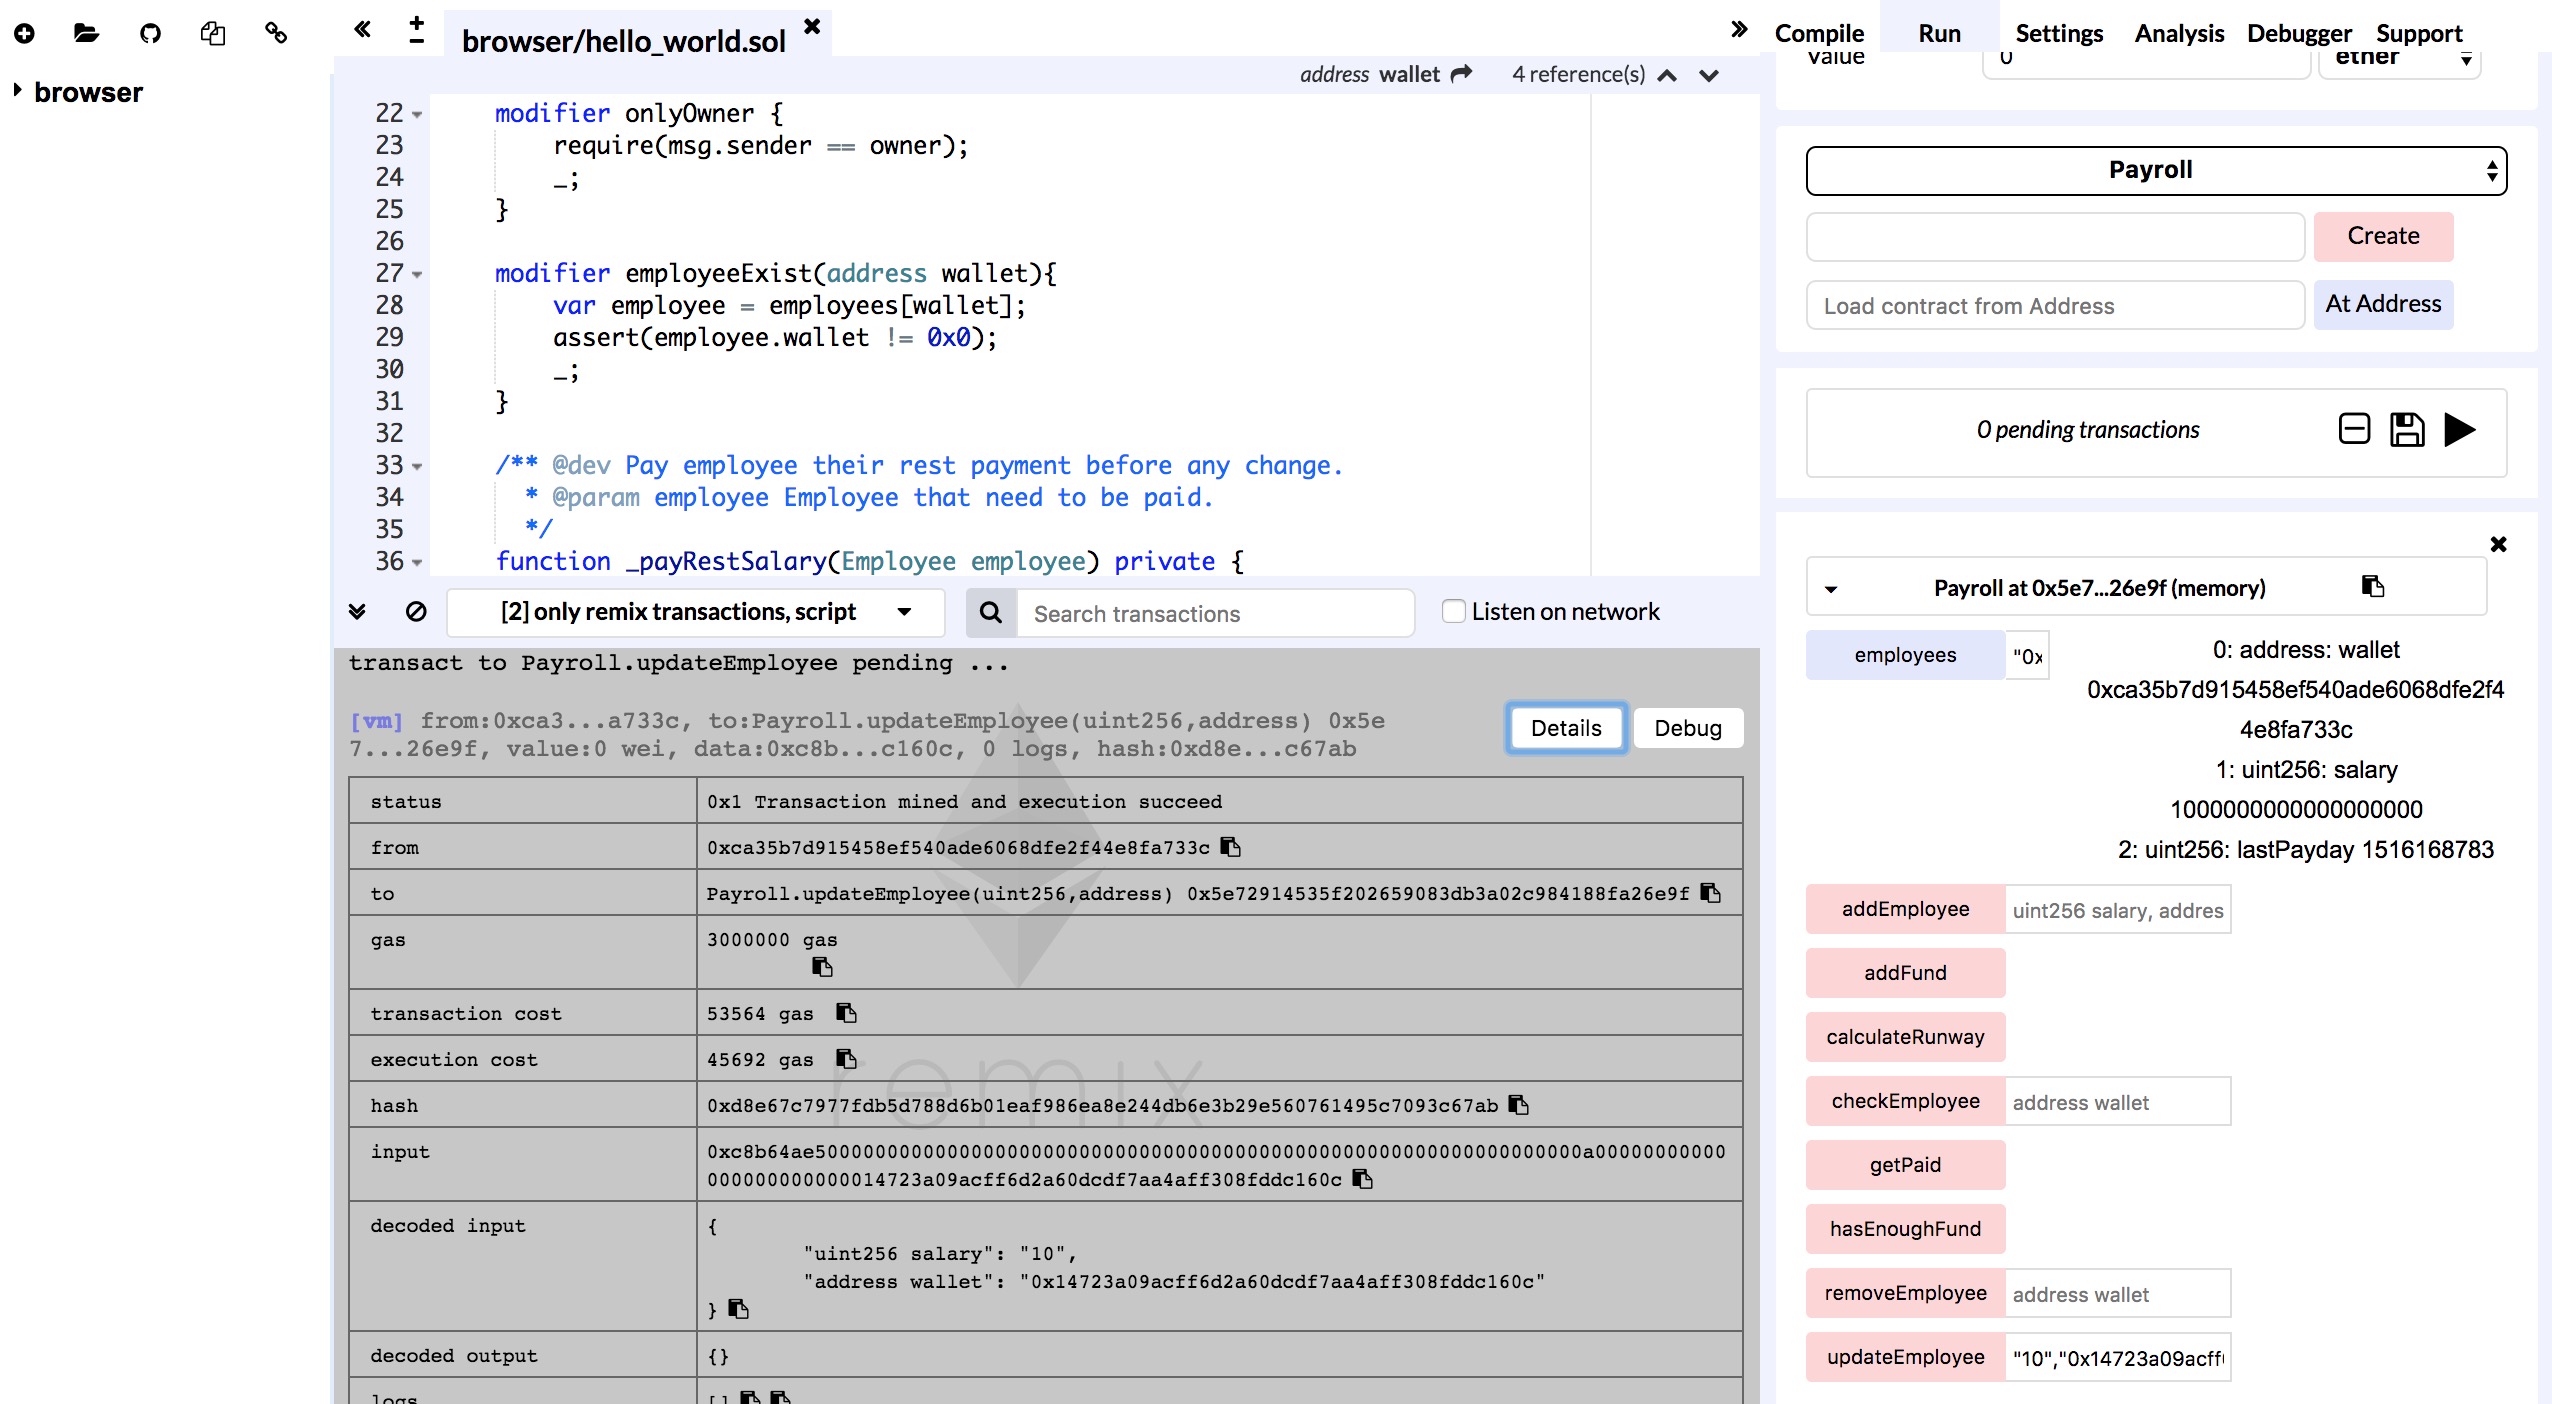 browser
browser/hello_world.sol
address wallet 4 reference(s)
22 modifier onlyOwner {
23 require(msg.sender == owner);
24 _;
25 }
26
27 modifier employeeExist(address wallet){
28 var employee = employees[wallet];
29 assert(employee.wallet != 0x0);
30 _;
31 }
32
33 /** @dev Pay employee their rest payment before any change.
34 * @param employee Employee that need to be paid.
35 */
36 function _payRestSalary(Employee employee) private {
[2] only remix transactions, script
Search transactions
Listen on network
transact to Payroll.updateEmployee pending ...
[vm] from:0xca3...a733c, to:Payroll.updateEmployee(uint256,address) 0x5e
7...26e9f, value:0 wei, data:0xc8b...c160c, 0 logs, hash:0xd8e...c67ab
Details Debug
status 0x1 Transaction mined and execution succeed
from 0xca35b7d915458ef540ade6068dfe2f44e8fa733c
to Payroll.updateEmployee(uint256,address) 0x5e72914535f202659083db3a02c984188fa26e9f
gas 3000000 gas
transaction cost 53564 gas
execution cost 45692 gas
remix
hash 0xd8e67c7977fdb5d788d6b01eaf986ea8e244db6e3b29e560761495c7093c67ab
input 0xc8b64ae5000000000000000000000000000000000000000000000000000000000000000a00000000000
000000000000014723a09acff6d2a60dcdf7aa4aff308fddc160c
decoded input {
"uint256 salary": "10",
"address wallet": "0x14723a09acff6d2a60dcdf7aa4aff308fddc160c"
}
decoded output {}
logs []
Compile Run Settings Analysis Debugger Support
Value 0 ether
Payroll
Create
Load contract from Address At Address
0 pending transactions
Payroll at 0x5e7...26e9f (memory)
employees "0x
0: address: wallet
0xca35b7d915458ef540ade6068dfe2f4
4e8fa733c
1: uint256: salary
1000000000000000000
2: uint256: lastPayday 1516168783
addEmployee uint256 salary, addres
addFund
calculateRunway
checkEmployee address wallet
getPaid
hasEnoughFund
removeEmployee address wallet
updateEmployee "10","0x14723a09acff